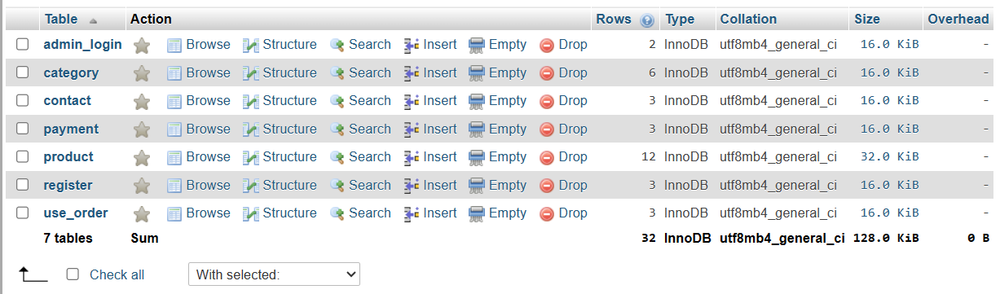 Table Action Rows Type Collation Size Overhead
admin_login Browse Structure Search Insert Empty Drop 2 InnoDB utf8mb4_general_ci 16.0 KiB -
category Browse Structure Search Insert Empty Drop 6 InnoDB utf8mb4_general_ci 16.0 KiB -
contact Browse Structure Search Insert Empty Drop 3 InnoDB utf8mb4_general_ci 16.0 KiB -
payment Browse Structure Search Insert Empty Drop 3 InnoDB utf8mb4_general_ci 16.0 KiB -
product Browse Structure Search Insert Empty Drop 12 InnoDB utf8mb4_general_ci 32.0 KiB -
register Browse Structure Search Insert Empty Drop 3 InnoDB utf8mb4_general_ci 16.0 KiB -
use_order Browse Structure Search Insert Empty Drop 3 InnoDB utf8mb4_general_ci 16.0 KiB -
7 tables Sum 32 InnoDB utf8mb4_general_ci 128.0 KiB 0 B
Check all With selected: